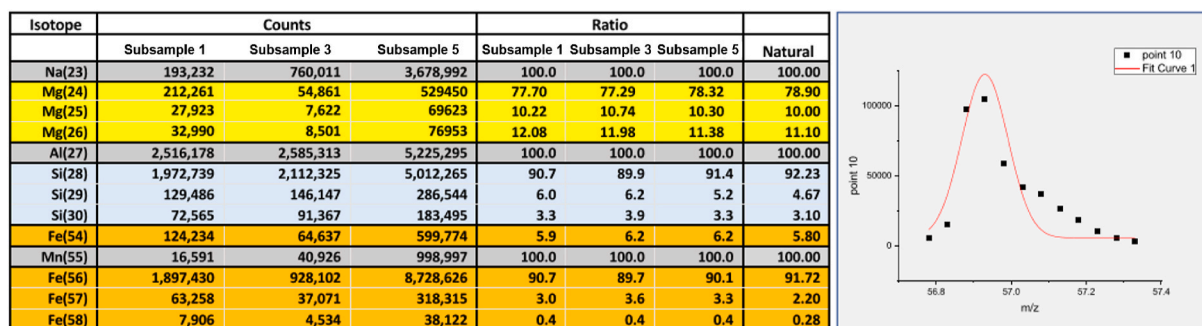 Isotope Counts Ratio
Subsample 1 Subsample 3 Subsample 5 Subsample 1 Subsample 3 Subsample 5 Natural
Na(23) 193,232 760,011 3,678,992 100.0 100.0 100.0 100.00
Mg(24) 212,261 54,861 529450 77.70 77.29 78.32 78.90
Mg(25) 27,923 7,622 69623 10.22 10.74 10.30 10.00
Mg(26) 32,990 8,501 76953 12.08 11.98 11.38 11.10
Al(27) 2,516,178 2,585,313 5,225,295 100.0 100.0 100.0 100.00
Si(28) 1,972,739 2,112,325 5,012,265 90.7 89.9 91.4 92.23
Si(29) 129,486 146,147 286,544 6.0 6.2 5.2 4.67
Si(30) 72,565 91,367 183,495 3.3 3.9 3.3 3.10
Fe(54) 124,234 64,637 599,774 5.9 6.2 6.2 5.80
Mn(55) 16,591 40,926 998,997 100.0 100.0 100.0 100.00
Fe(56) 1,897,430 928,102 8,728,626 90.7 89.7 90.1 91.72
Fe(57) 63,258 37,071 318,315 3.0 3.6 3.3 2.20
Fe(58) 7,906 4,534 38,122 0.4 0.4 0.4 0.28
point 10
Fit Curve 1
100000
50000
0
point 10
56.8 57.0 57.2 57.4
m/z